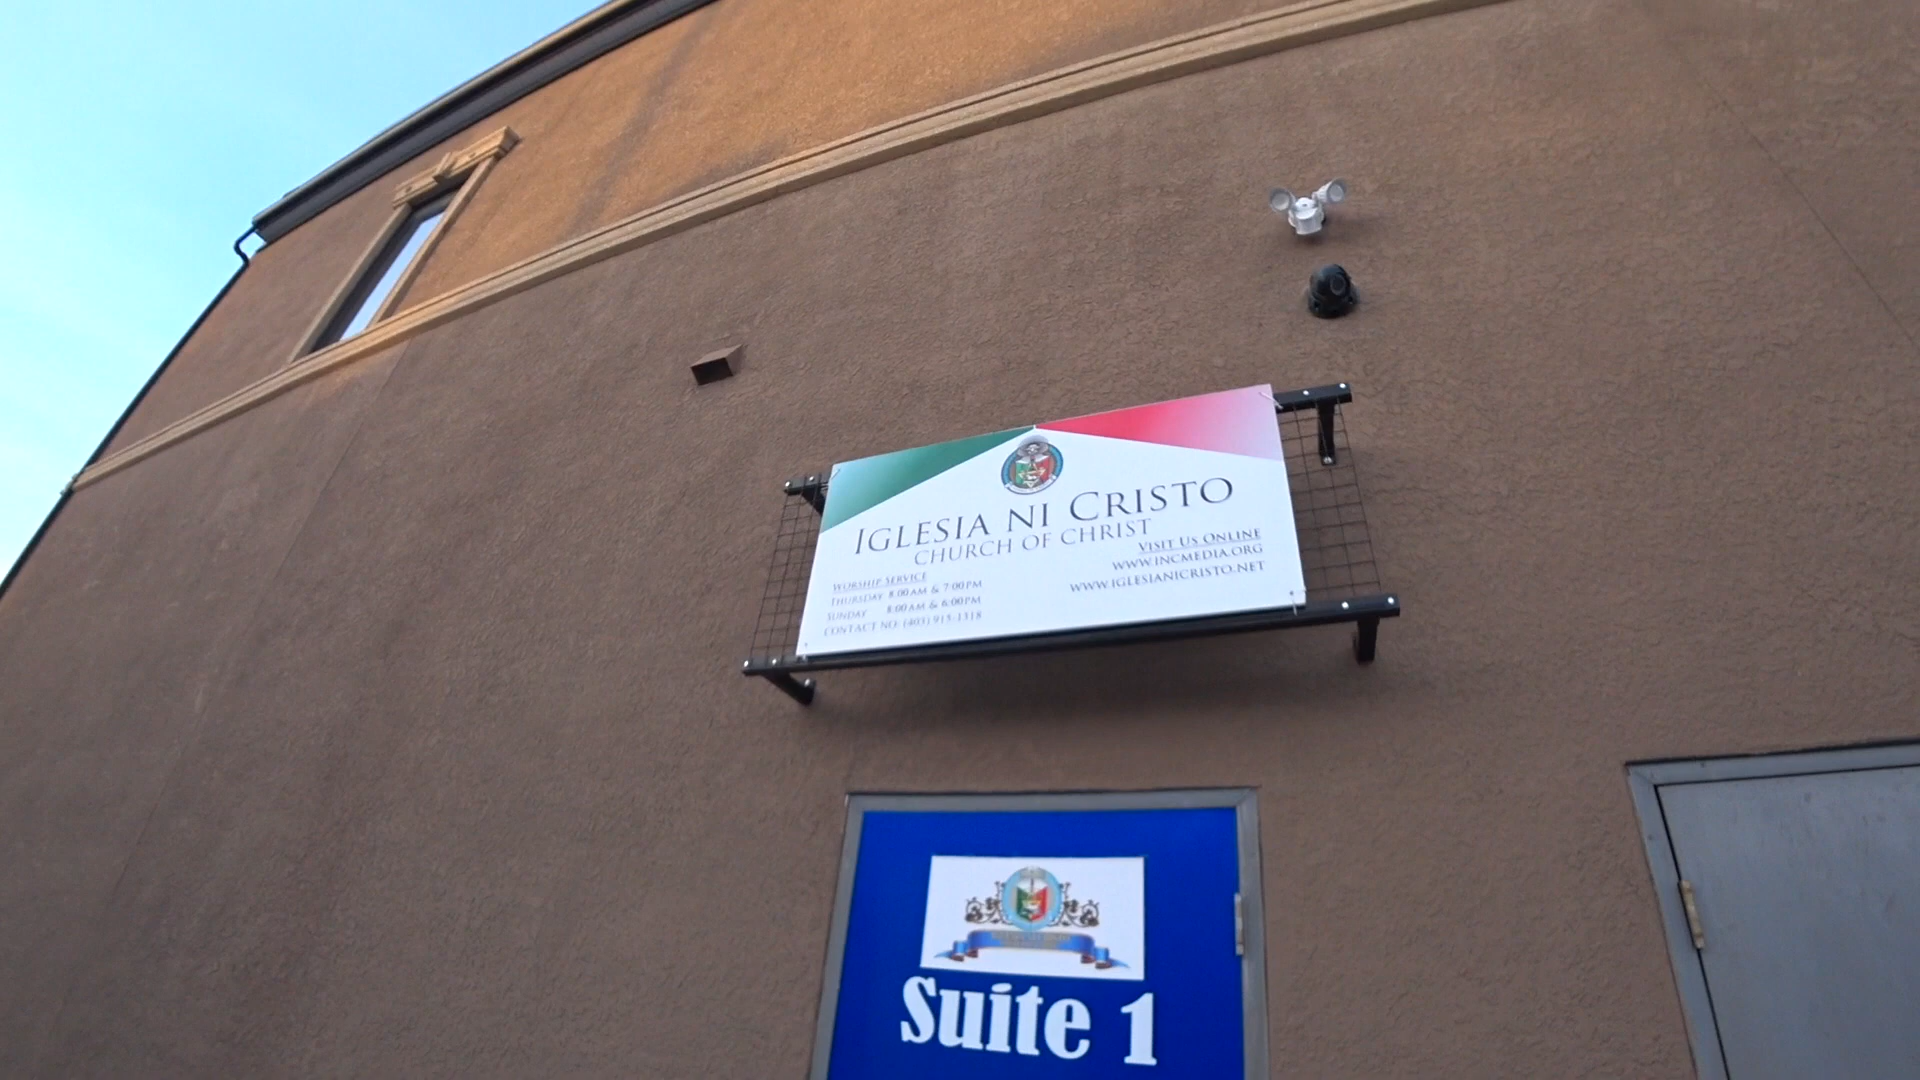 IGLESIA NI CRISTO
CHURCH OF CHRIST
WORSHIP SERVICE
THURSDAY 8:00AM & 7:00PM
SUNDAY 8:00AM & 6:00PM
CONTACT NO: (403) 915-1318
VISIT US ONLINE
WWW.INCMEDIA.ORG
WWW.IGLESIANICRISTO.NET
Suite 1